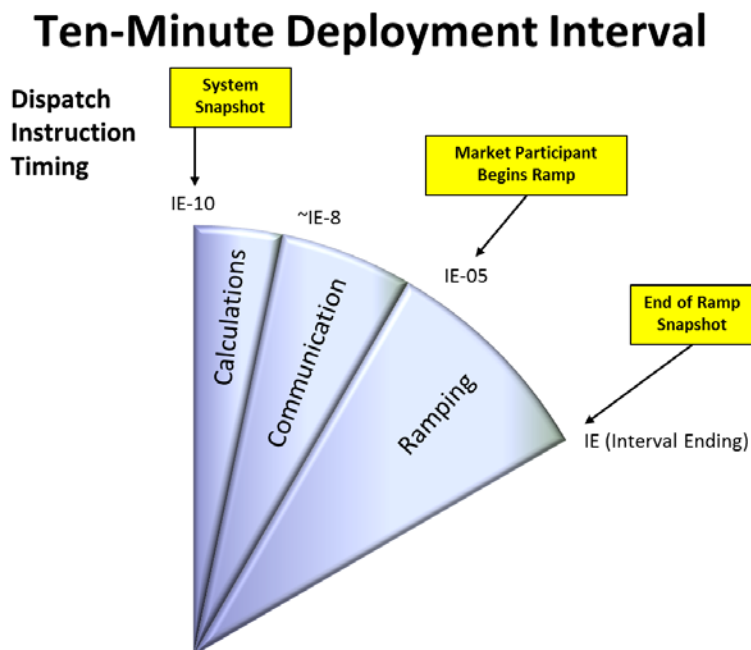 Ten-Minute Deployment Interval
Dispatch
Instruction
Timing
System
Snapshot
Market Participant
Begins Ramp
IE-10
~IE-8
IE-05
End of Ramp
Snapshot
Calculations
Communication
Ramping
IE (Interval Ending)